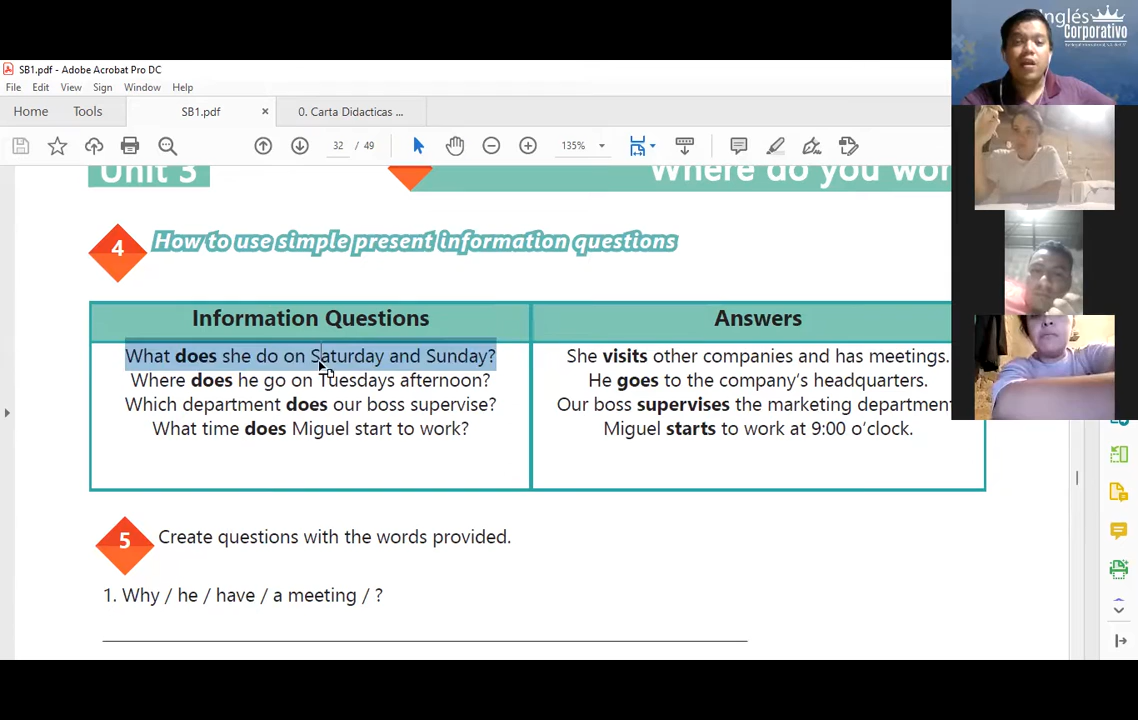 Inglés
Corporativo
SB1.pdf - Adobe Acrobat Pro DC
File Edit View Sign Window Help
Home Tools SB1.pdf × 0. Carta Didacticas ...
32 / 49 135%
Unit 3 Where do you wor
4 How to use simple present information questions
Information Questions
What does she do on Saturday and Sunday?
Where does he go on Tuesdays afternoon?
Which department does our boss supervise?
What time does Miguel start to work?
Answers
She visits other companies and has meetings.
He goes to the company's headquarters.
Our boss supervises the marketing department
Miguel starts to work at 9:00 o'clock.
5 Create questions with the words provided.
1. Why / he / have / a meeting / ?